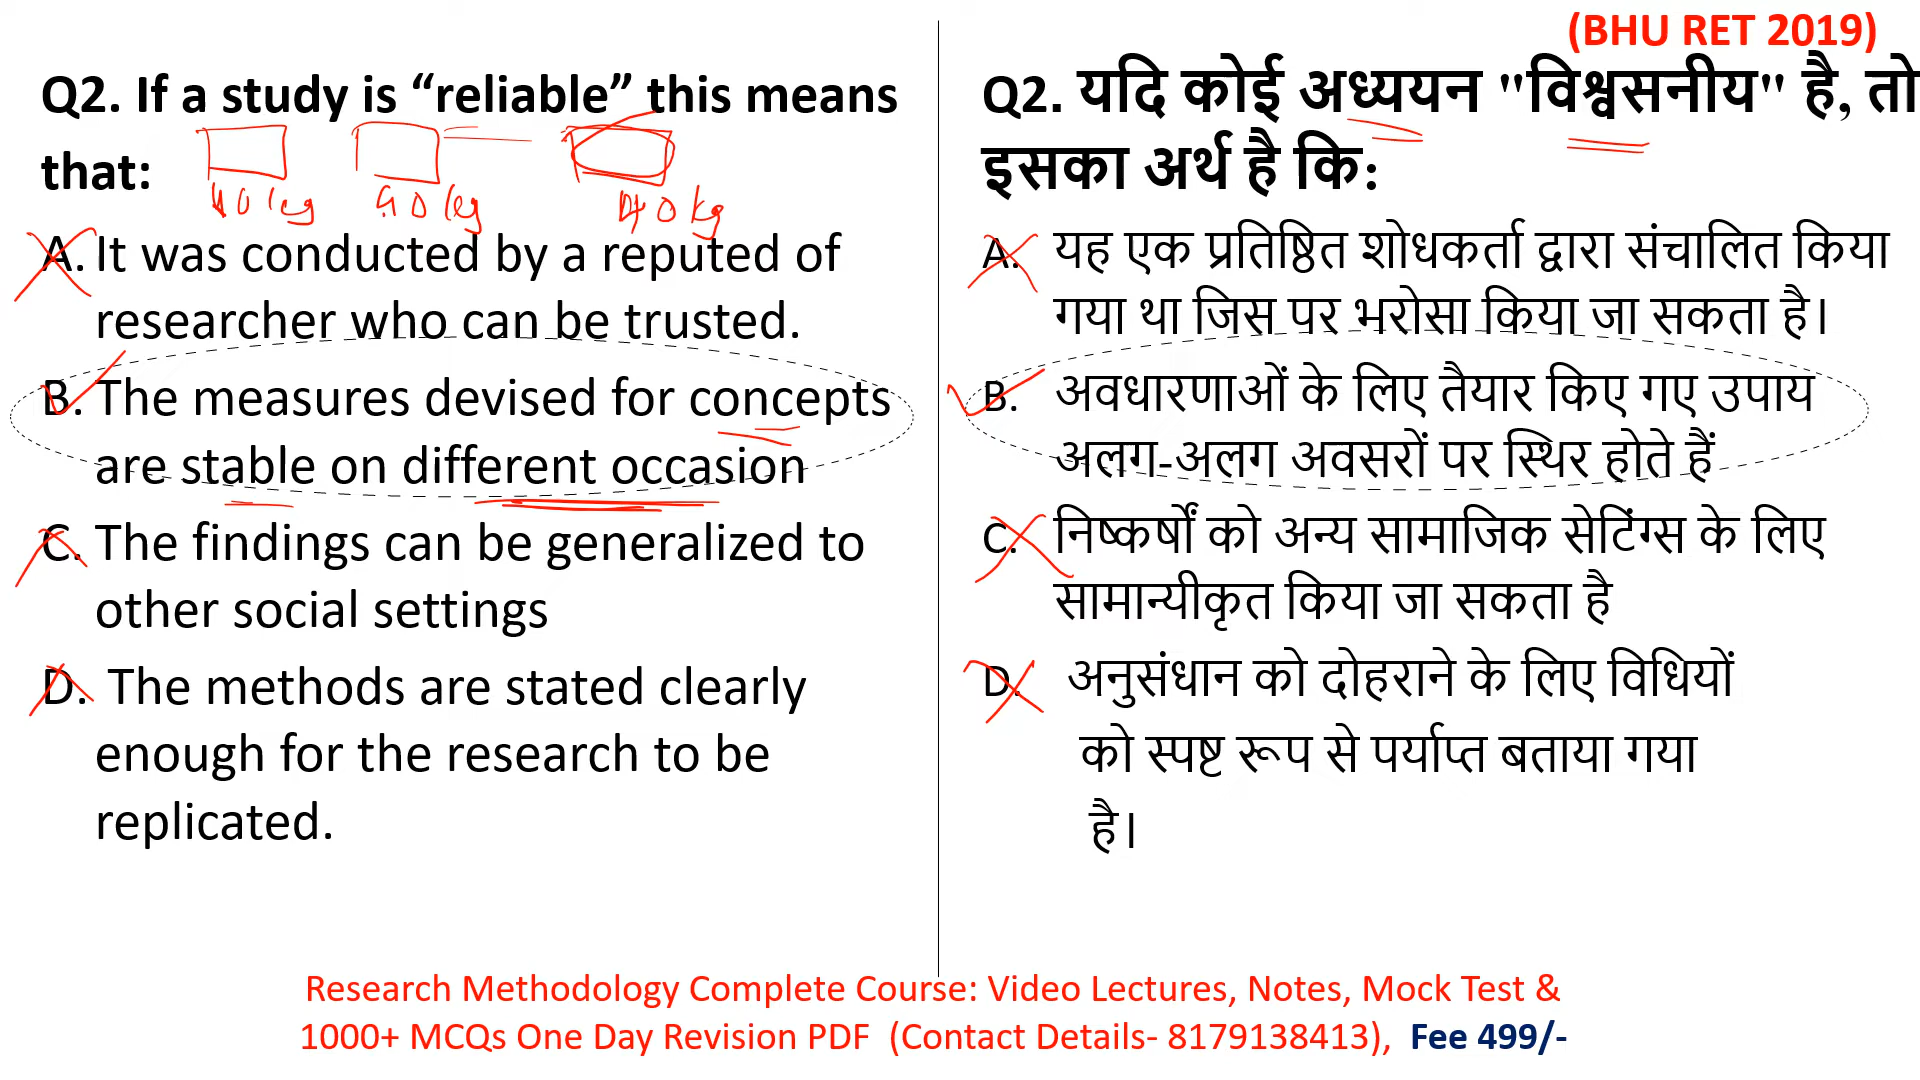 (BHU RET 2019)
Q2. If a study is “reliable” this means
that:
40 kg 40 kg 40 kg
A. It was conducted by a reputed of
researcher who can be trusted.
B. The measures devised for concepts
are stable on different occasion
C. The findings can be generalized to
other social settings
D. The methods are stated clearly
enough for the research to be
replicated.
Q2. यदि कोई अध्ययन "विश्वसनीय" है, तो
इसका अर्थ है कि:
A. यह एक प्रतिष्ठित शोधकर्ता द्वारा संचालित किया
गया था जिस पर भरोसा किया जा सकता है।
B. अवधारणाओं के लिए तैयार किए गए उपाय
अलग-अलग अवसरों पर स्थिर होते हैं
C. निष्कर्षों को अन्य सामाजिक सेटिंग्स के लिए
सामान्यीकृत किया जा सकता है
D. अनुसंधान को दोहराने के लिए विधियों
को स्पष्ट रूप से पर्याप्त बताया गया
है।
Research Methodology Complete Course: Video Lectures, Notes, Mock Test &
1000+ MCQs One Day Revision PDF (Contact Details- 8179138413), Fee 499/-